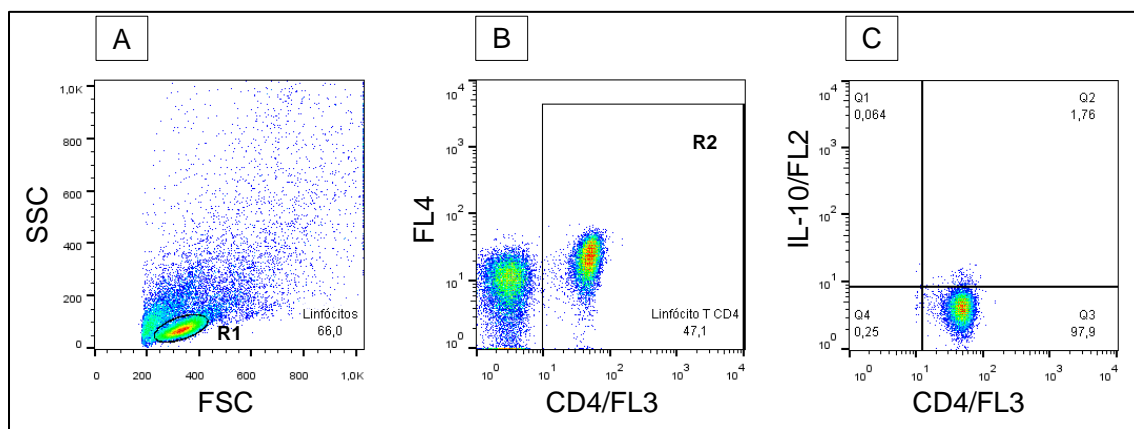 A
B
C
SSC
1,0K
800
600
400
200
0
Linfócitos
66,0
R1
0
200
400
600
800
1,0K
FSC
FL4
10^4
10^3
10^2
10^1
10^0
R2
Linfócito T CD4
47,1
10^0
10^1
10^2
10^3
10^4
CD4/FL3
IL-10/FL2
10^4
10^3
10^2
10^1
10^0
Q1
0,064
Q2
1,76
Q4
0,25
Q3
97,9
10^0
10^1
10^2
10^3
10^4
CD4/FL3